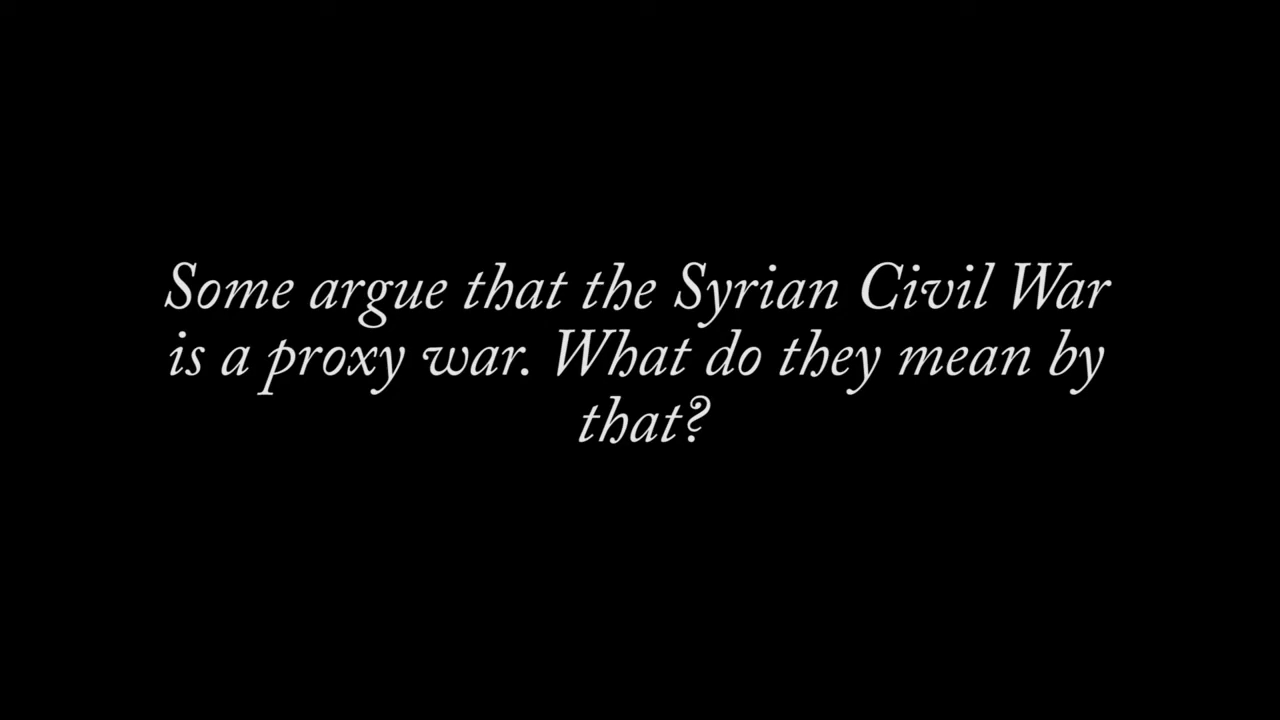 Some argue that the Syrian Civil War
is a proxy war. What do they mean by
that?